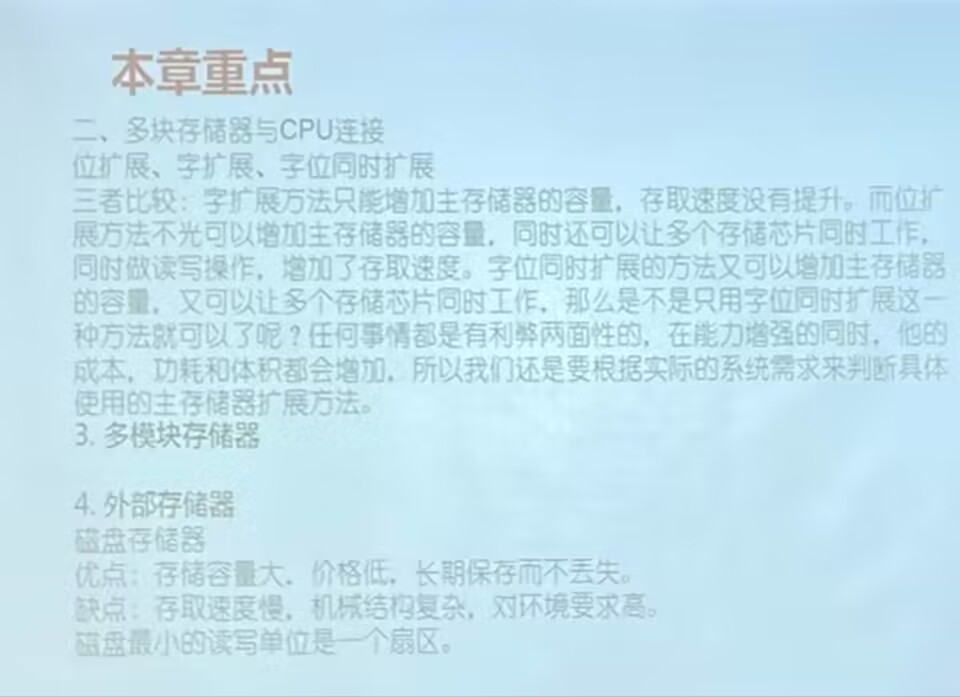 本章重点
二、多块存储器与CPU连接
位扩展、字扩展、字位同时扩展
三者比较：字扩展方法只能增加主存储器的容量，存取速度没有提升。而位扩
展方法不光可以增加主存储器的容量，同时还可以让多个存储芯片同时工作，
同时做读写操作，增加了存取速度。字位同时扩展的方法又可以增加主存储器
的容量，又可以让多个存储芯片同时工作，那么是不是只用字位同时扩展这一
种方法就可以了呢？任何事情都是有利弊两面性的，在能力增强的同时，他的
成本，功耗和体积都会增加，所以我们还是要根据实际的系统需求来判断具体
使用的主存储器扩展方法。
3. 多模块存储器
4. 外部存储器
磁盘存储器
优点：存储容量大，价格低，长期保存而不丢失。
缺点：存取速度慢，机械结构复杂，对环境要求高。
磁盘最小的读写单位是一个扇区。